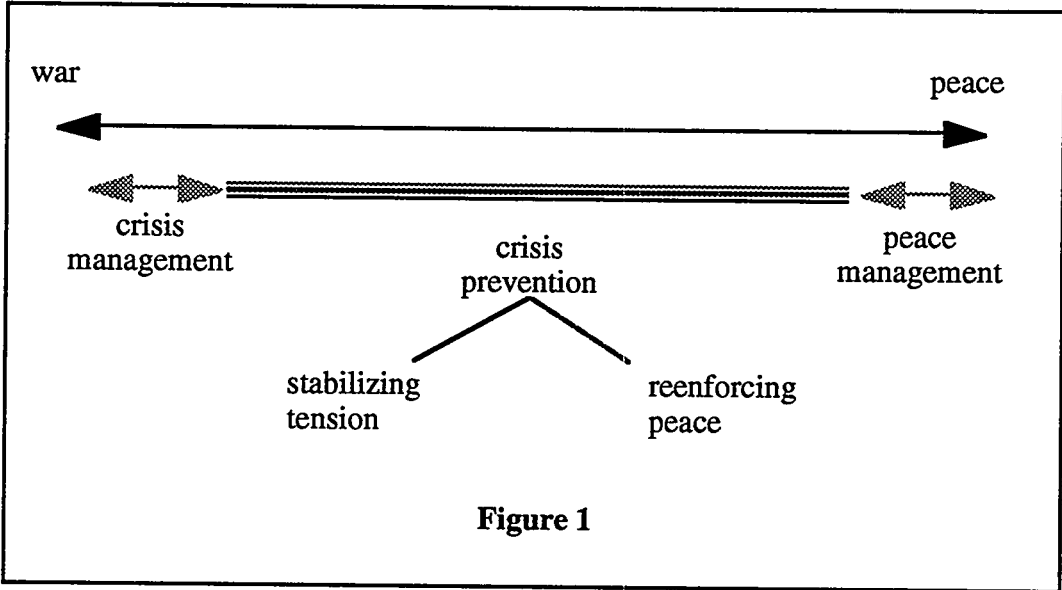 war
peace
crisis
management
crisis
prevention
peace
management
stabilizing
tension
reenforcing
peace
Figure 1